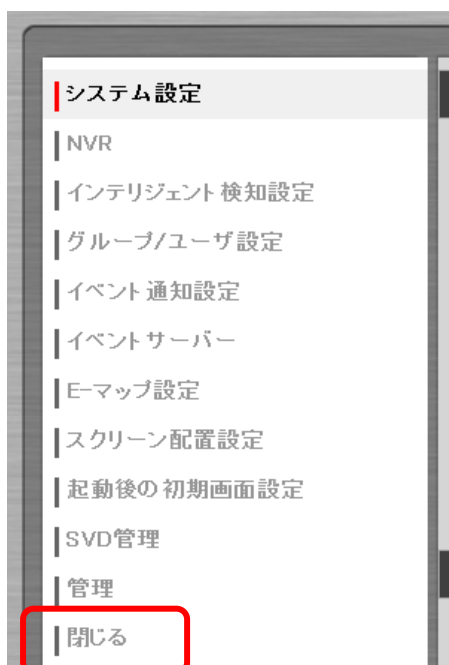 システム設定
NVR
インテリジェント検知設定
グループ/ユーザ設定
イベント通知設定
イベントサーバー
E-マップ設定
スクリーン配置設定
起動後の初期画面設定
SVD管理
管理
閉じる